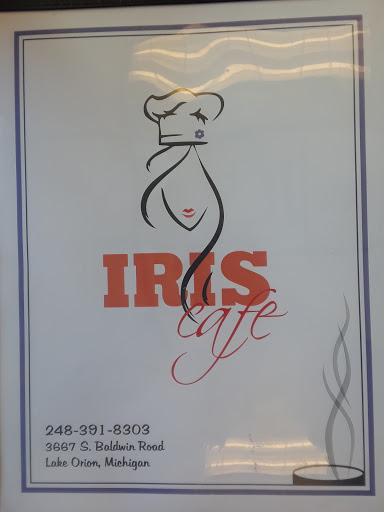 IRIS
cafe
248-391-8303
3667 S. Baldwin Road
Lake Orion, Michigan